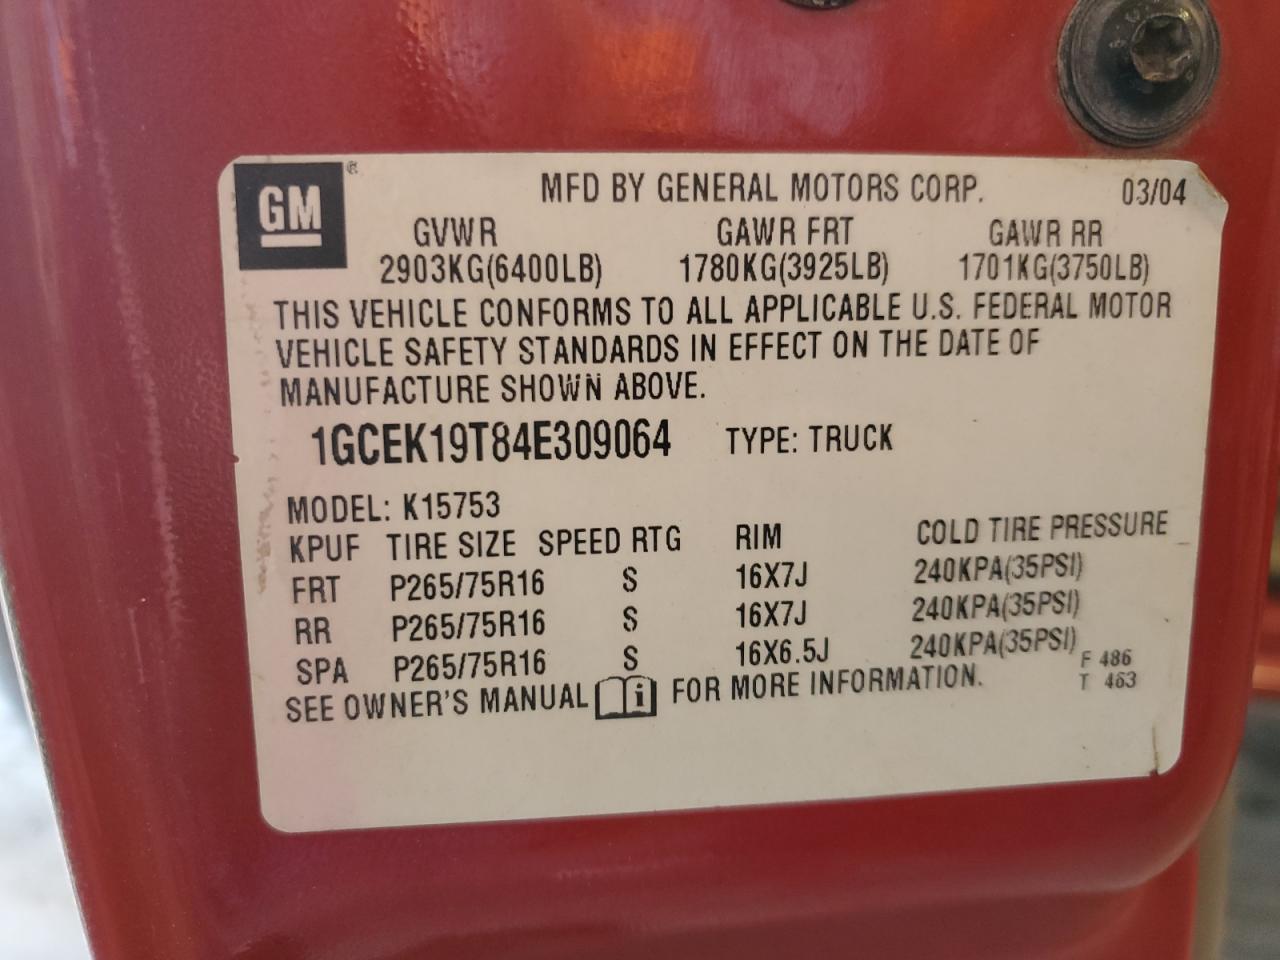 GM®
MFD BY GENERAL MOTORS CORP. 03/04
GVWR GAWR FRT GAWR RR
2903KG(6400LB) 1780KG(3925LB) 1701KG(3750LB)
THIS VEHICLE CONFORMS TO ALL APPLICABLE U.S. FEDERAL MOTOR
VEHICLE SAFETY STANDARDS IN EFFECT ON THE DATE OF
MANUFACTURE SHOWN ABOVE.
1GCEK19T84E309064 TYPE: TRUCK
MODEL: K15753
KPUF TIRE SIZE SPEED RTG RIM COLD TIRE PRESSURE
FRT P265/75R16 S 16X7J 240KPA(35PSI)
RR P265/75R16 S 16X7J 240KPA(35PSI)
SPA P265/75R16 S 16X6.5J 240KPA(35PSI)
F 486
T 463
SEE OWNER'S MANUAL i FOR MORE INFORMATION.